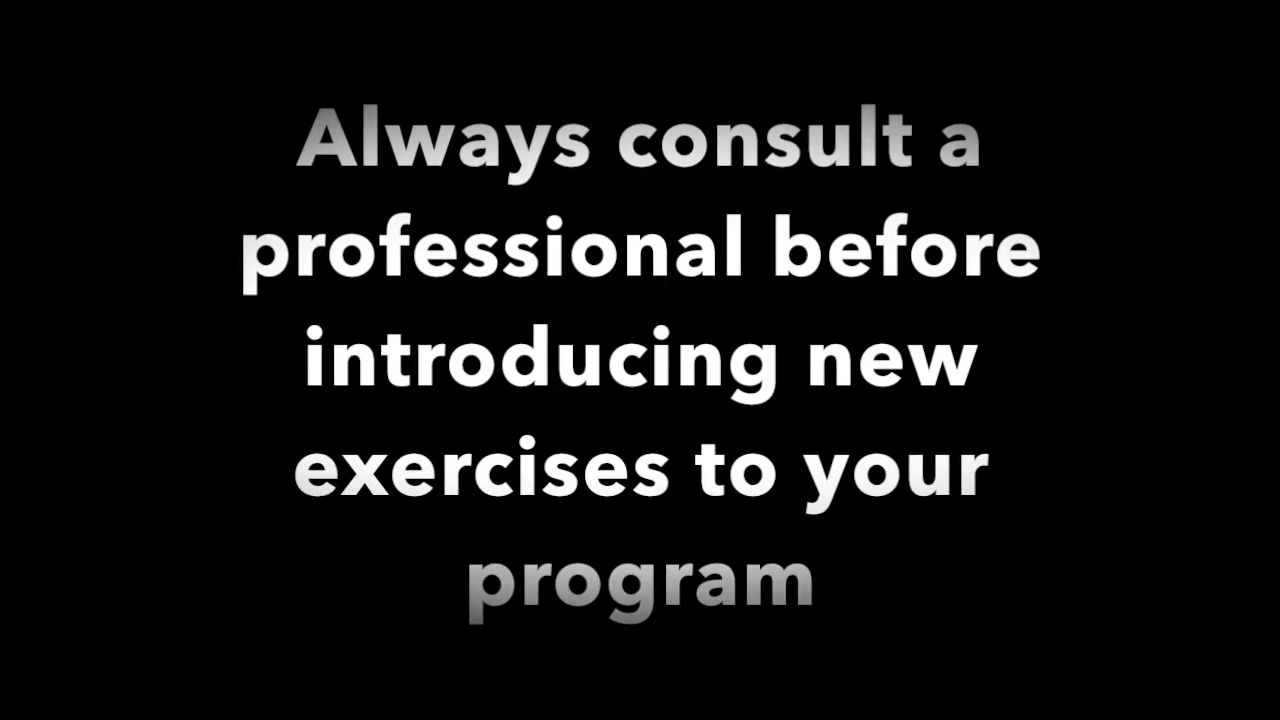 Always consult a
professional before
introducing new
exercises to your
program